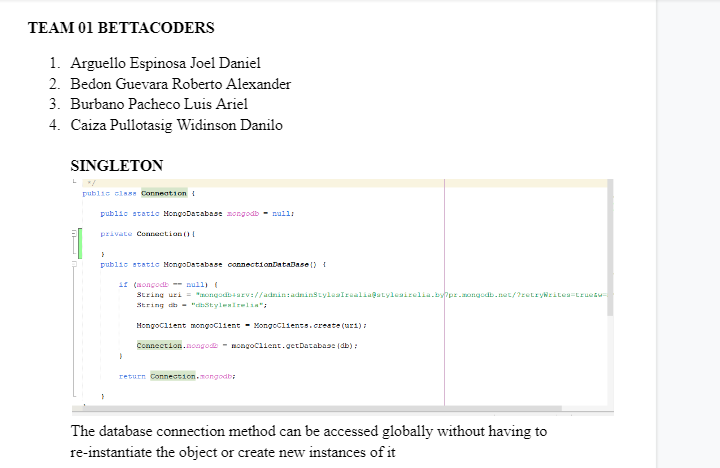 TEAM 01 BETTACODERS
1. Arguello Espinosa Joel Daniel
2. Bedon Guevara Roberto Alexander
3. Burbano Pacheco Luis Ariel
4. Caiza Pullotasig Widinson Danilo
SINGLETON
*/
public class Connection {
public static MongoDatabase mongodb = null;
private Connection(){
}
public static MongoDatabase connectionDataBase() {
if (mongodb == null) {
String uri = "mongodb+srv://admin:adminStylesIrealia@stylesirelia.by7pr.mongodb.net/?retryWrites=true&w=
String db = "dbStylesIrelia";
MongoClient mongoClient = MongoClients.create(uri);
Connection.mongodb = mongoClient.getDatabase(db);
}
return Connection.mongodb;
}
The database connection method can be accessed globally without having to
re-instantiate the object or create new instances of it